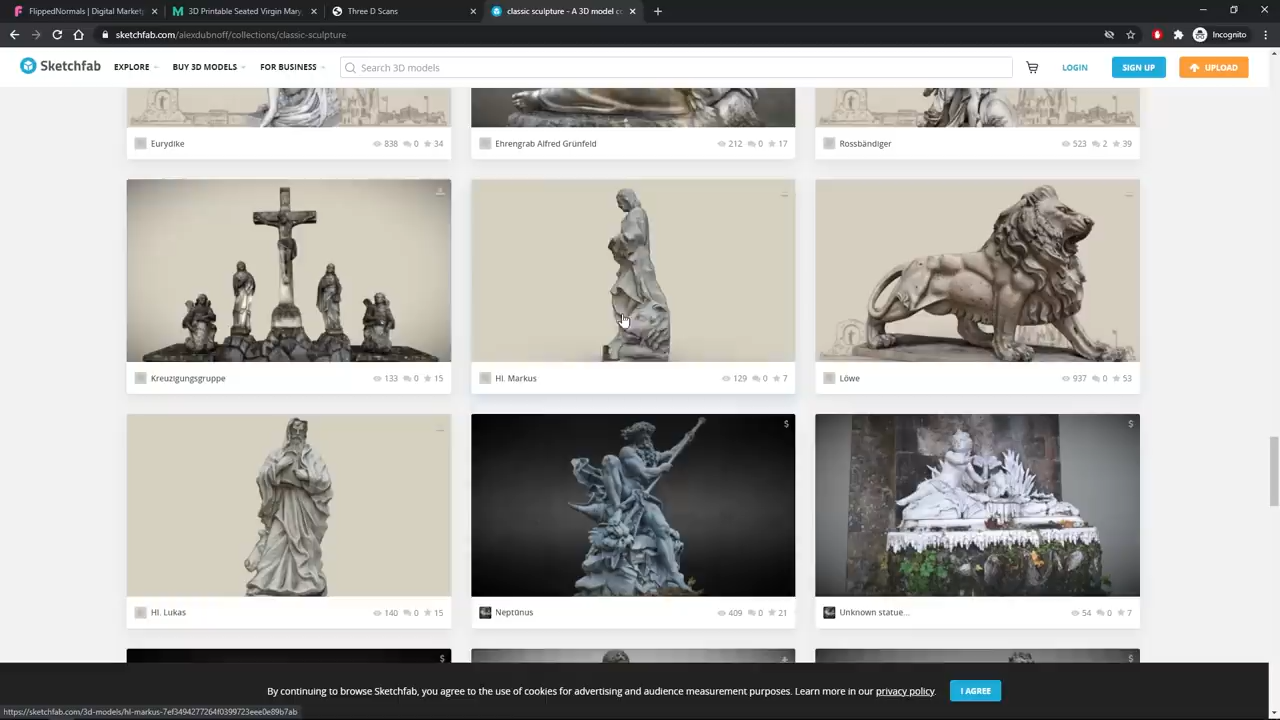 FlippedNormals | Digital Market
3D Printable Seated Virgin Mary
Three D Scans
classic sculpture - A 3D model c
sketchfab.com/alexdubnoff/collections/classic-sculpture
Incognito
Sketchfab
EXPLORE
BUY 3D MODELS
FOR BUSINESS
Search 3D models
LOGIN
SIGN UP
UPLOAD
Eurydike 838 0 34
Ehrengrab Alfred Grünfeld 212 0 17
Rossbändiger 523 2 39
Kreuzigungsgruppe 133 0 15
Hl. Markus 129 0 7
Löwe 937 0 53
$
$
Hl. Lukas 140 0 15
Neptūnus 409 0 21
Unknown statue... 54 0 7
$
$
By continuing to browse Sketchfab, you agree to the use of cookies for advertising and audience measurement purposes. Learn more in our privacy policy.
I AGREE
https://sketchfab.com/3d-models/hl-markus-7ef3494277264f0399723eee0e89b7ab